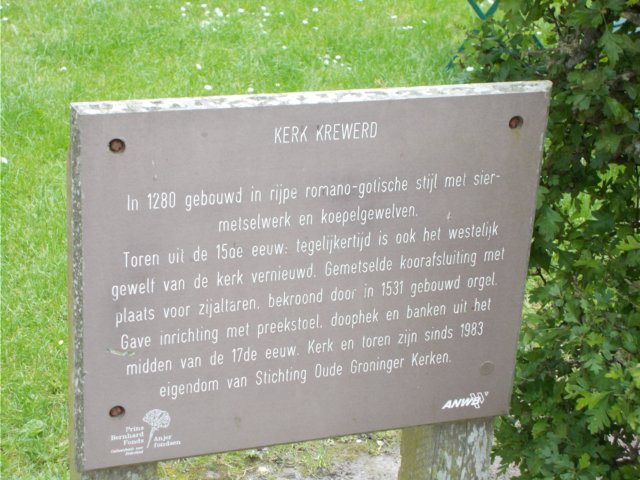 KERK KREWERD
In 1280 gebouwd in rijpe romano-gotische stijl met sier-
metselwerk en koepelgewelven.
Toren uit de 15de eeuw: tegelijkertijd is ook het westelijk
gewelf van de kerk vernieuwd. Gemetselde koorafsluiting met
plaats voor zijaltaren, bekroond door in 1531 gebouwd orgel.
Gave inrichting met preekstoel, doophek en banken uit het
midden van de 17de eeuw. Kerk en toren zijn sinds 1983
eigendom van Stichting Oude Groninger Kerken.
Prins
Bernhard
Fonds
Anjer
fondsen
ANWB